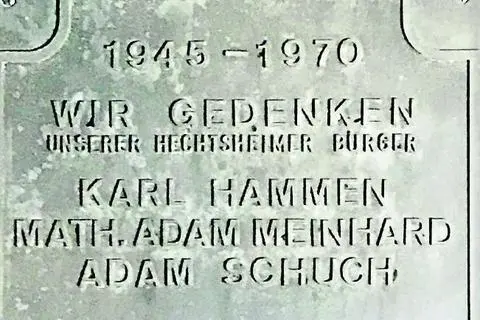 1945-1970
WIR GEDENKEN
UNSERER HECHTSHEIMER BÜRGER
KARL HAMMEN
MATH. ADAM MEINHARD
ADAM SCHUCH